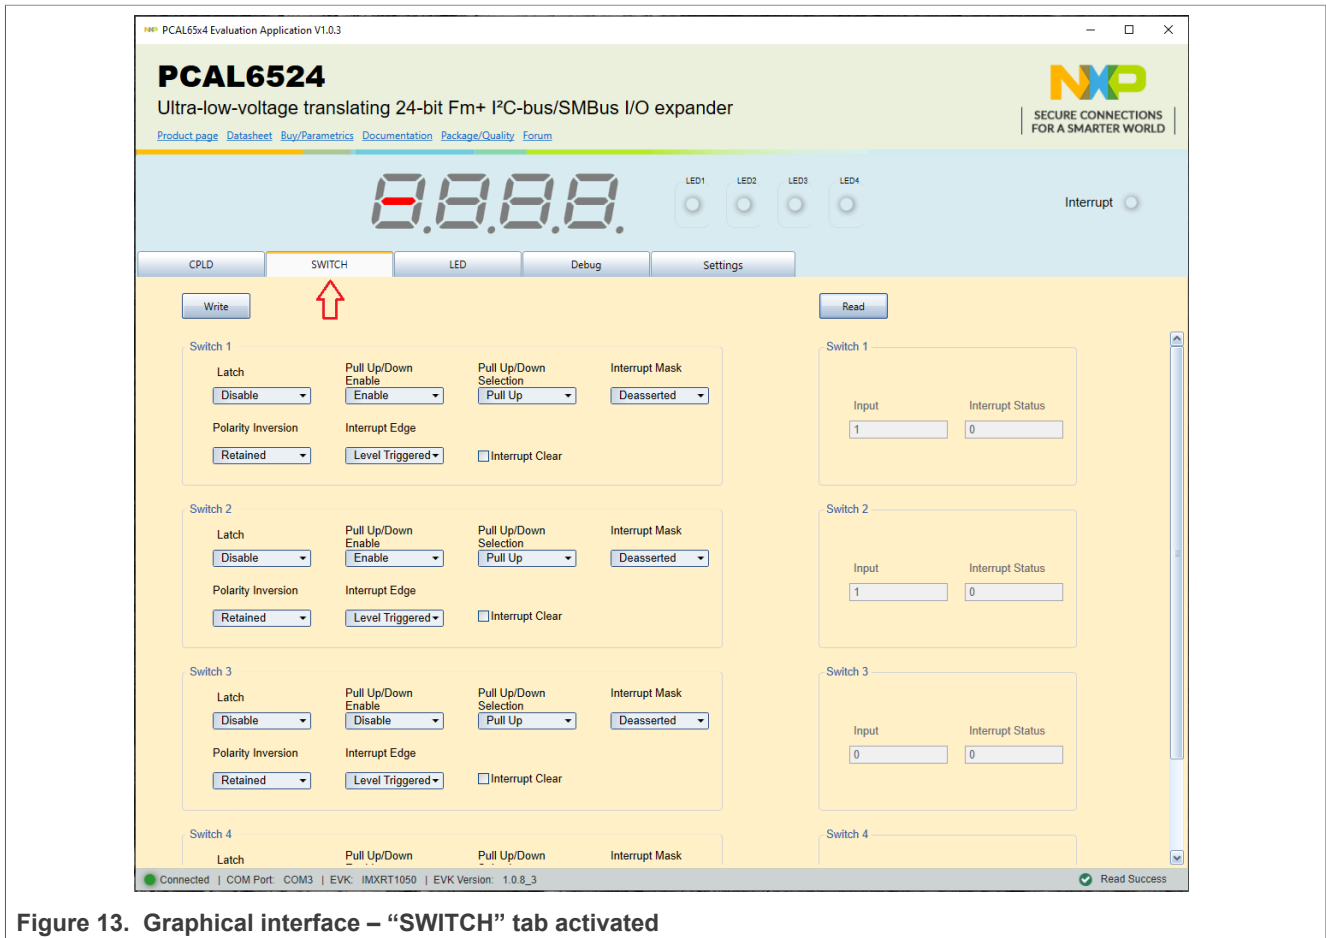 NXP PCAL65x4 Evaluation Application V1.0.3
PCAL6524
Ultra-low-voltage translating 24-bit Fm+ I²C-bus/SMBus I/O expander
Product page Datasheet Buy/Parametrics Documentation Package/Quality Forum
NXP
SECURE CONNECTIONS
FOR A SMARTER WORLD
LED1 LED2 LED3 LED4
Interrupt
CPLD SWITCH LED Debug Settings
Write Read
Switch 1
Latch Pull Up/Down Enable Pull Up/Down Selection Interrupt Mask
Disable Enable Pull Up Deasserted
Polarity Inversion Interrupt Edge
Retained Level Triggered Interrupt Clear
Switch 1
Input Interrupt Status
1 0
Switch 2
Latch Pull Up/Down Enable Pull Up/Down Selection Interrupt Mask
Disable Enable Pull Up Deasserted
Polarity Inversion Interrupt Edge
Retained Level Triggered Interrupt Clear
Switch 2
Input Interrupt Status
1 0
Switch 3
Latch Pull Up/Down Enable Pull Up/Down Selection Interrupt Mask
Disable Disable Pull Up Deasserted
Polarity Inversion Interrupt Edge
Retained Level Triggered Interrupt Clear
Switch 3
Input Interrupt Status
0 0
Switch 4
Latch Pull Up/Down Pull Up/Down Interrupt Mask
Switch 4
Connected | COM Port: COM3 | EVK: IMXRT1050 | EVK Version: 1.0.8_3 Read Success
Figure 13. Graphical interface – “SWITCH” tab activated